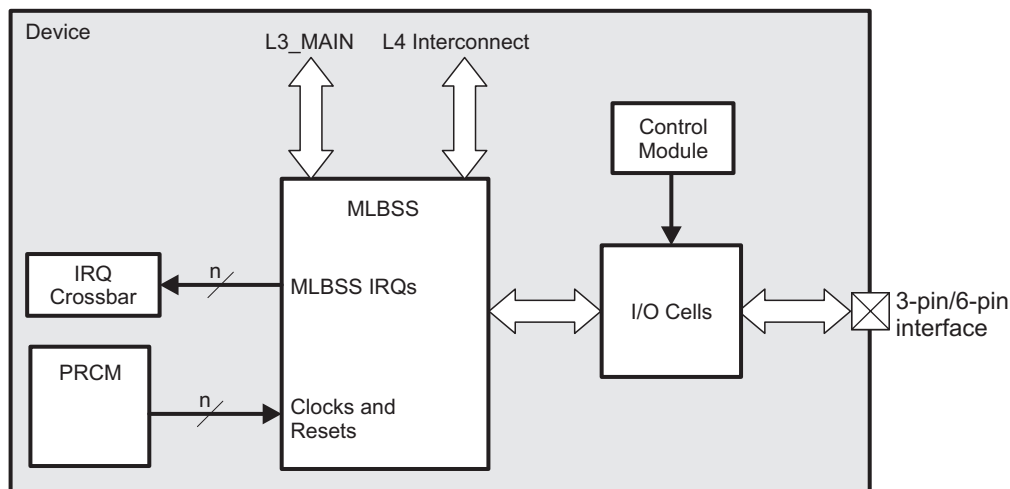 Device
L3_MAIN
L4 Interconnect
Control
Module
MLBSS
IRQ
Crossbar
n
MLBSS IRQs
I/O Cells
3-pin/6-pin
interface
PRCM
n
Clocks and
Resets